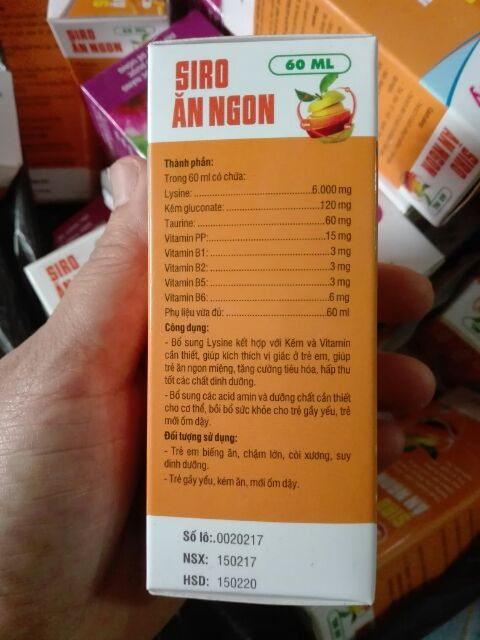 60 ML
SIRO
ĂN NGON
Thành phần:
Trong 60 ml có chứa:
Lysine:..............................6.000 mg
Kẽm gluconate:.........................120 mg
Taurine:.................................60 mg
Vitamin PP:..............................15 mg
Vitamin B1:...............................3 mg
Vitamin B2:...............................3 mg
Vitamin B5:...............................3 mg
Vitamin B6:...............................6 mg
Phụ liệu vừa đủ:.........................60 ml
Công dụng:
- Bổ sung Lysine kết hợp với Kẽm và Vitamin
cần thiết, giúp kích thích vị giác ở trẻ em, giúp
trẻ ăn ngon miệng, tăng cường tiêu hóa, hấp thu
tốt các chất dinh dưỡng.
- Bổ sung các acid amin và dưỡng chất cần thiết
cho cơ thể, bồi bổ sức khỏe cho trẻ gầy yếu, trẻ
mới ốm dậy.
Đối tượng sử dụng:
- Trẻ em biếng ăn, chậm lớn, còi xương, suy
dinh dưỡng.
- Trẻ gầy yếu, kém ăn, mới ốm dậy.
Số lô:.0020217
NSX: 150217
HSD: 150220
SIRO
ĂN NGON
SIRO